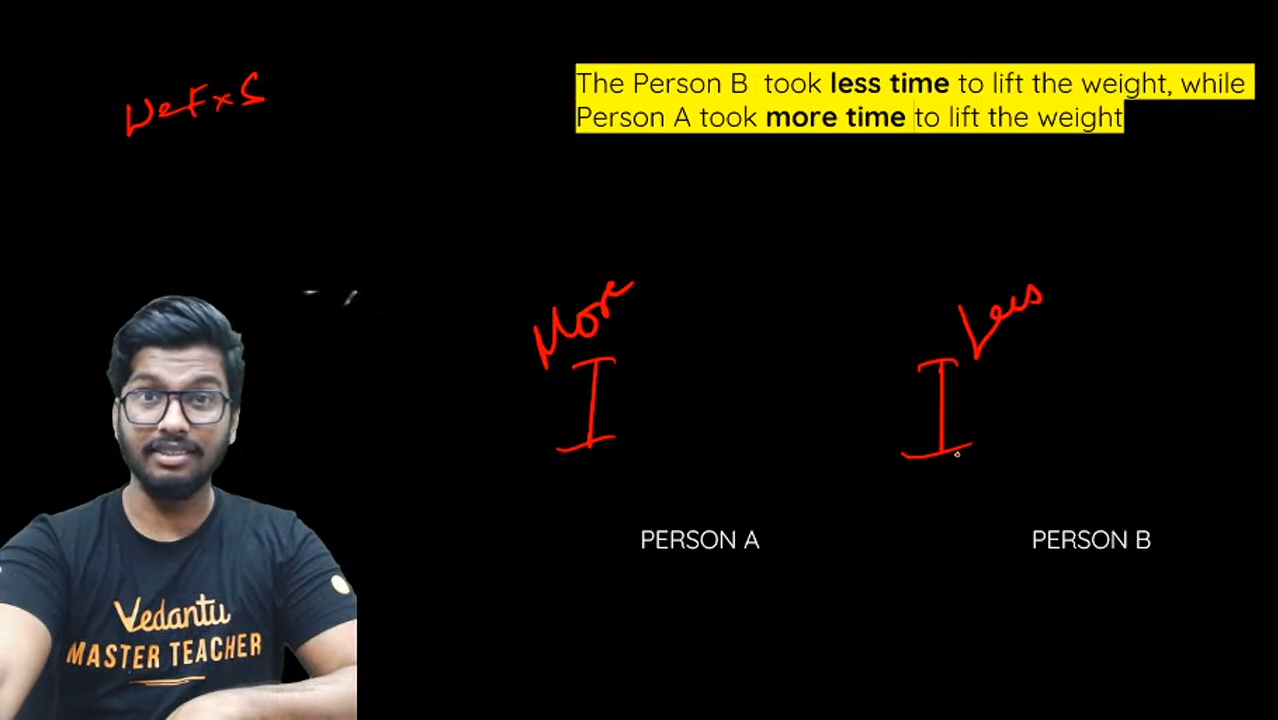 W = F x S
The Person B took less time to lift the weight, while
Person A took more time to lift the weight
More
Less
PERSON A
PERSON B
Vedantu
MASTER TEACHER